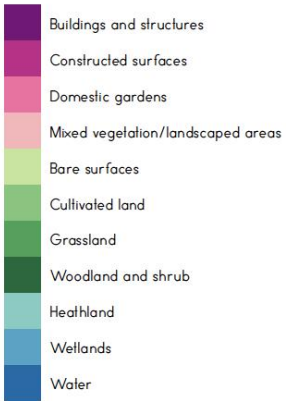 Buildings and structures
Constructed surfaces
Domestic gardens
Mixed vegetation/landscaped areas
Bare surfaces
Cultivated land
Grassland
Woodland and shrub
Heathland
Wetlands
Water